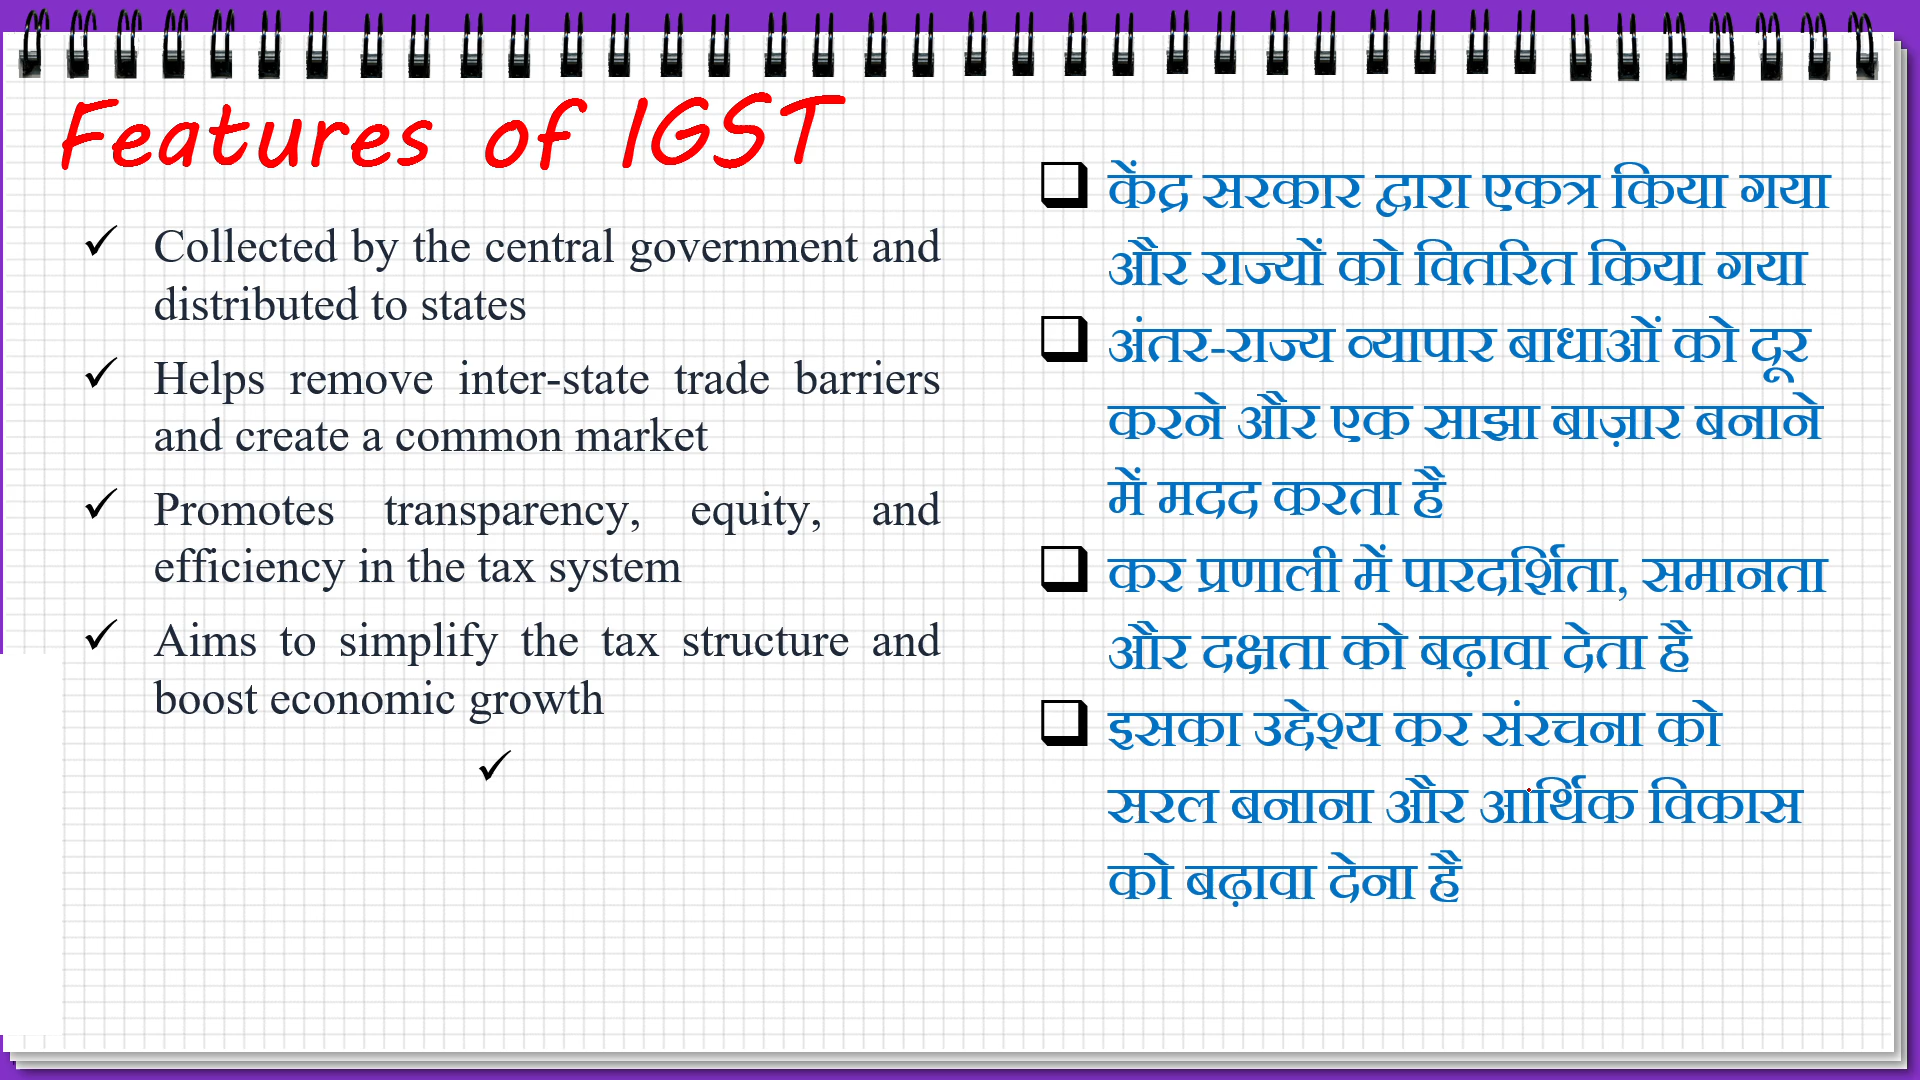 Features of IGST
✓ Collected by the central government and
distributed to states
✓ Helps remove inter-state trade barriers
and create a common market
✓ Promotes transparency, equity, and
efficiency in the tax system
✓ Aims to simplify the tax structure and
boost economic growth
✓
❑ केंद्र सरकार द्वारा एकत्र किया गया
और राज्यों को वितरित किया गया
❑ अंतर-राज्य व्यापार बाधाओं को दूर
करने और एक साझा बाज़ार बनाने
में मदद करता है
❑ कर प्रणाली में पारदर्शिता, समानता
और दक्षता को बढ़ावा देता है
❑ इसका उद्देश्य कर संरचना को
सरल बनाना और आर्थिक विकास
को बढ़ावा देना है